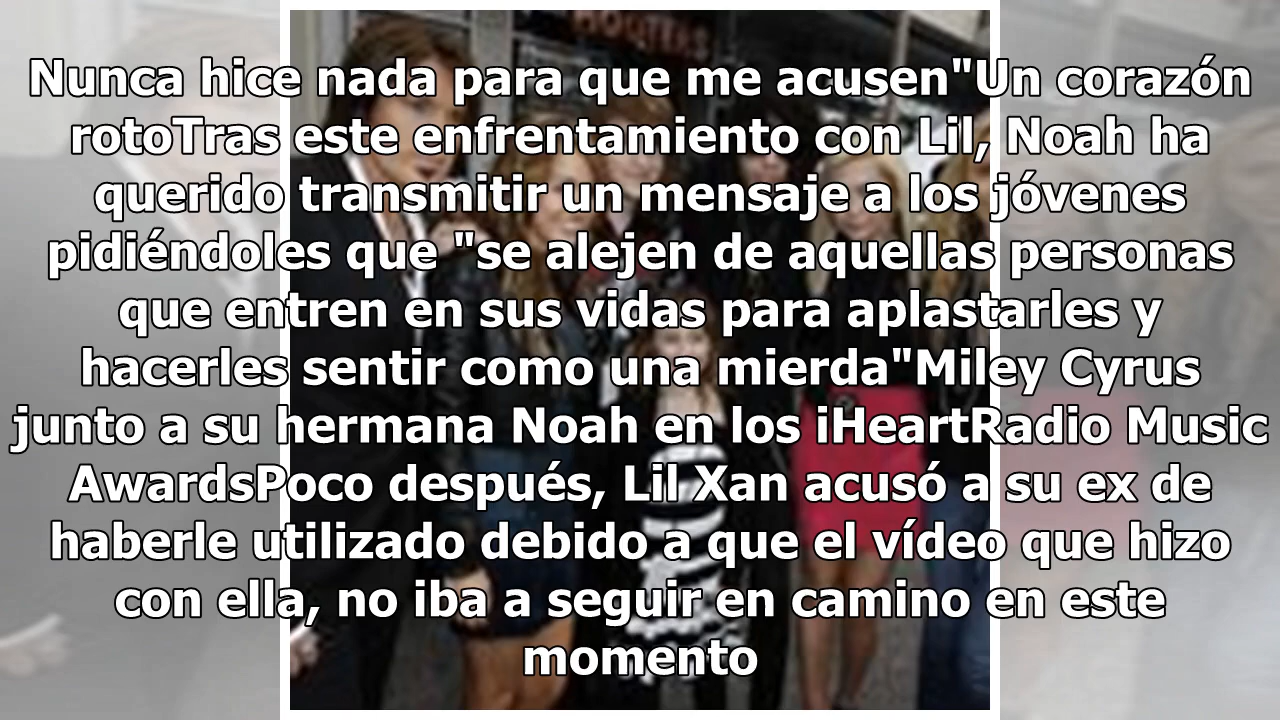 Nunca hice nada para que me acusen"Un corazón
rotoTras este enfrentamiento con Lil, Noah ha
querido transmitir un mensaje a los jóvenes
pidiéndoles que "se alejen de aquellas personas
que entren en sus vidas para aplastarles y
hacerles sentir como una mierda"Miley Cyrus
junto a su hermana Noah en los iHeartRadio Music
AwardsPoco después, Lil Xan acusó a su ex de
haberle utilizado debido a que el vídeo que hizo
con ella, no iba a seguir en camino en este
momento